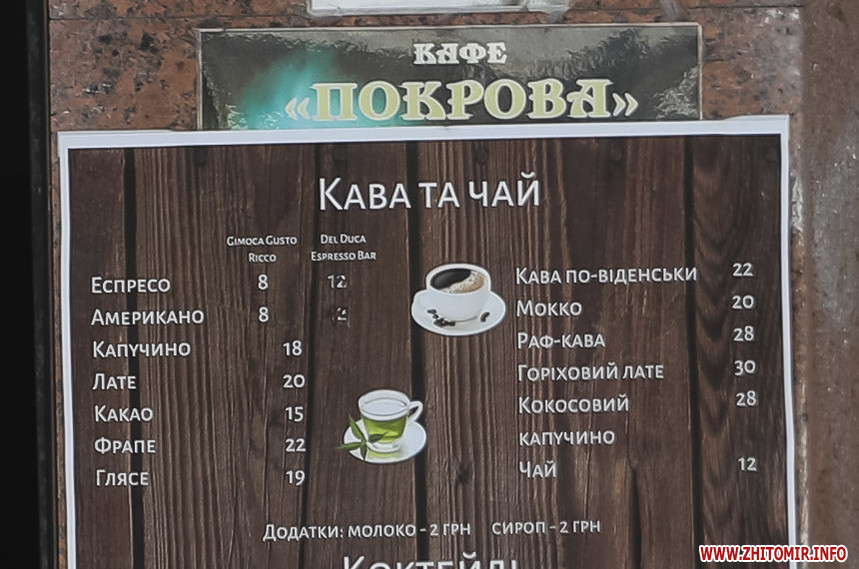 КАФЕ
«ПОКРОВА»
КАВА ТА ЧАЙ
GIMOCA GUSTO RICCO
DEL DUCA ESPRESSO BAR
ЕСПРЕСО 8 12
АМЕРИКАНО 8
КАПУЧИНО 18
ЛАТЕ 20
КАКАО 15
ФРАПЕ 22
ГЛЯСЕ 19
КАВА ПО-ВІДЕНСЬКИ 22
МОККО 20
РАФ-КАВА 28
ГОРІХОВИЙ ЛАТЕ 30
КОКОСОВИЙ 28
КАПУЧИНО
ЧАЙ 12
ДОДАТКИ: МОЛОКО - 2 ГРН СИРОП - 2 ГРН
WWW.ZHITOMIR.INFO